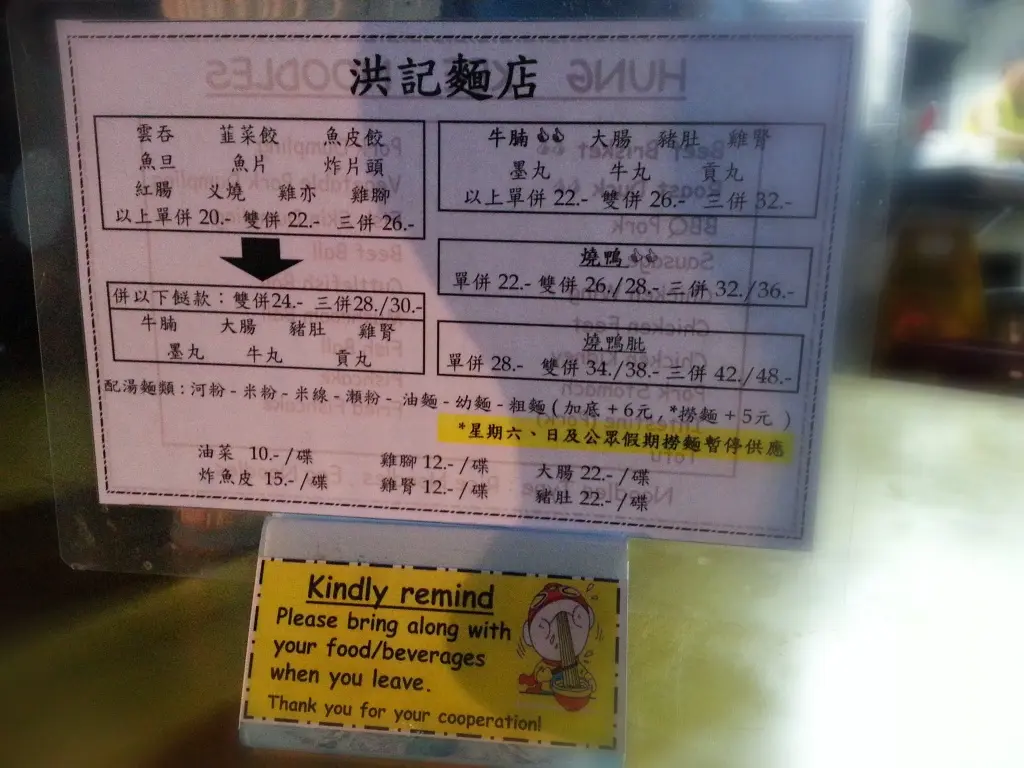 洪記麵店
HUNG KEE NOODLES
雲吞 韮菜餃 魚皮餃
魚旦 魚片 炸片頭
紅腸 义燒 雞亦 雞腳
以上單併 20.- 雙併 22.- 三併 26.-
併以下餸款：雙併24.- 三併28./30.-
牛腩 大腸 豬肚 雞腎
墨丸 牛丸 貢丸
牛腩 大腸 豬肚 雞腎
墨丸 牛丸 貢丸
以上單併 22.- 雙併 26.- 三併 32.-
燒鴨
單併 22.- 雙併 26./28.- 三併 32./36.-
燒鴨肶
單併 28.- 雙併 34./38.- 三併 42./48.-
配湯麵類：河粉 - 米粉 - 米線 - 瀨粉 - 油麵 - 幼麵 - 粗麵 ( 加底 + 6元 , *撈麵 + 5元 )
*星期六、日及公眾假期撈麵暫停供應
油菜 10.-/碟 雞腳 12.-/碟 大腸 22.-/碟
炸魚皮 15.-/碟 雞腎 12.-/碟 豬肚 22.-/碟
Kindly remind
Please bring along with
your food/beverages
when you leave.
Thank you for your cooperation!